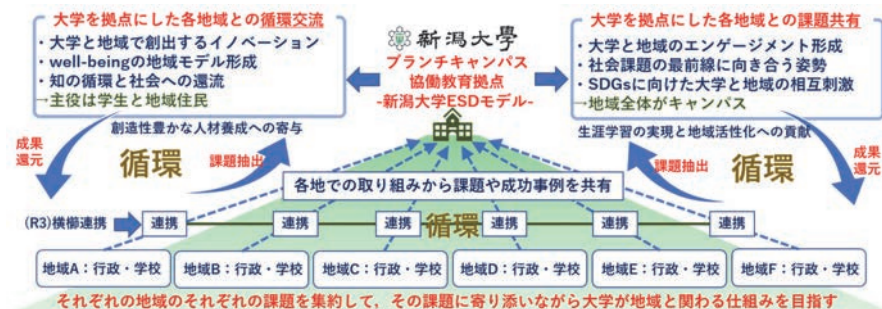 大学を拠点にした各地域との循環交流
・大学と地域で創出するイノベーション
・well-beingの地域モデル形成
・知の循環と社会への還流
→主役は学生と地域住民
新潟大學
ブランチキャンパス
協働教育拠点
-新潟大学ESDモデル-
大学を拠点にした各地域との課題共有
・大学と地域のエンゲージメント形成
・社会課題の最前線に向き合う姿勢
・SDGsに向けた大学と地域の相互刺激
→地域全体がキャンパス
創造性豊かな人材養成への寄与
生涯学習の実現と地域活性化への貢献
成果
還元
循環
課題抽出
課題抽出
循環
成果
還元
各地での取り組みから課題や成功事例を共有
(R3)横櫛連携
連携
連携
連携
循環
連携
連携
連携
地域A：行政・学校
地域B：行政・学校
地域C：行政・学校
地域D：行政・学校
地域E：行政・学校
地域F：行政・学校
それぞれの地域のそれぞれの課題を集約して，その課題に寄り添いながら大学が地域と関わる仕組みを目指す